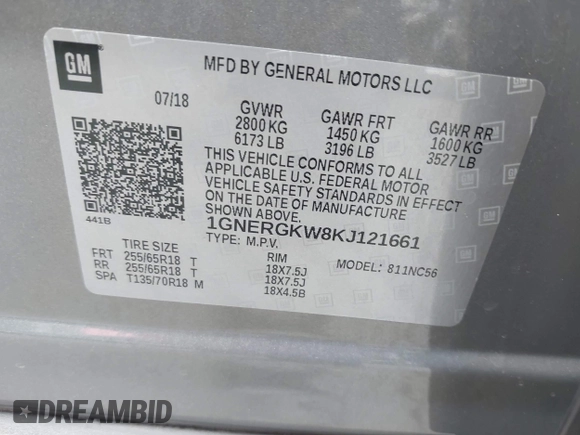 GM
MFD BY GENERAL MOTORS LLC
07/18
GVWR
2800 KG
6173 LB
GAWR FRT
1450 KG
3196 LB
GAWR RR
1600 KG
3527 LB
THIS VEHICLE CONFORMS TO ALL
APPLICABLE U.S. FEDERAL MOTOR
VEHICLE SAFETY STANDARDS IN EFFECT
ON THE DATE OF MANUFACTURE SHOWN ABOVE.
1GNERGKW8KJ121661
TYPE: M.P.V.
MODEL: 811NC56
441B
TIRE SIZE RIM
FRT 255/65R18 T 18X7.5J
RR 255/65R18 T 18X7.5J
SPA T135/70R18 M 18X4.5B
DREAMBID